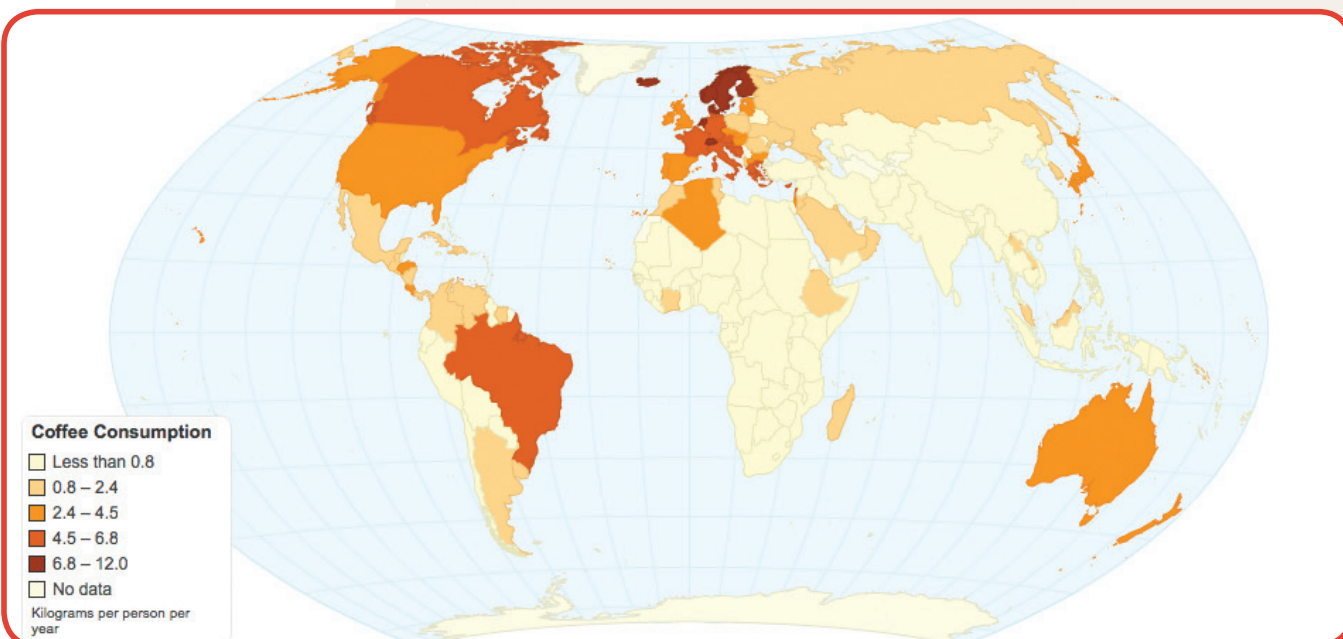 Coffee Consumption
Less than 0.8
0.8 – 2.4
2.4 – 4.5
4.5 – 6.8
6.8 – 12.0
No data
Kilograms per person per
year